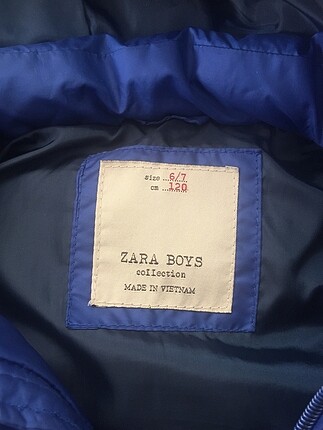 size ...6/7
cm ...120
ZARA BOYS
collection
MADE IN VIETNAM